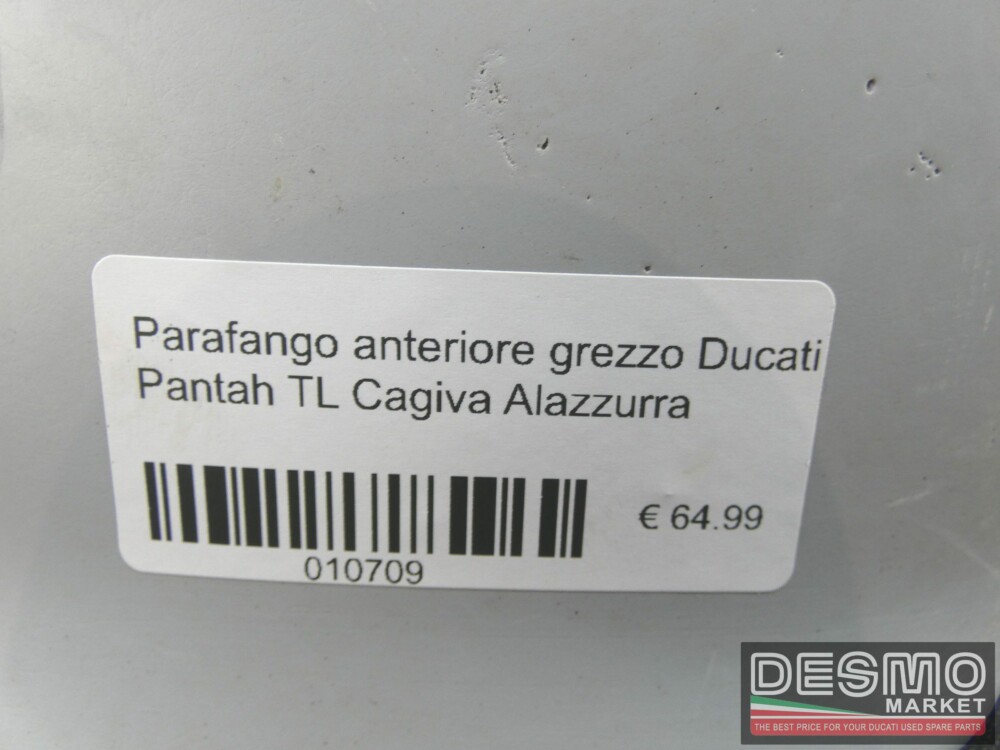 Parafango anteriore grezzo Ducati
Pantah TL Cagiva Alazzurra
€ 64.99
010709
DESMO
MARKET
THE BEST PRICE FOR YOUR DUCATI USED SPARE PARTS